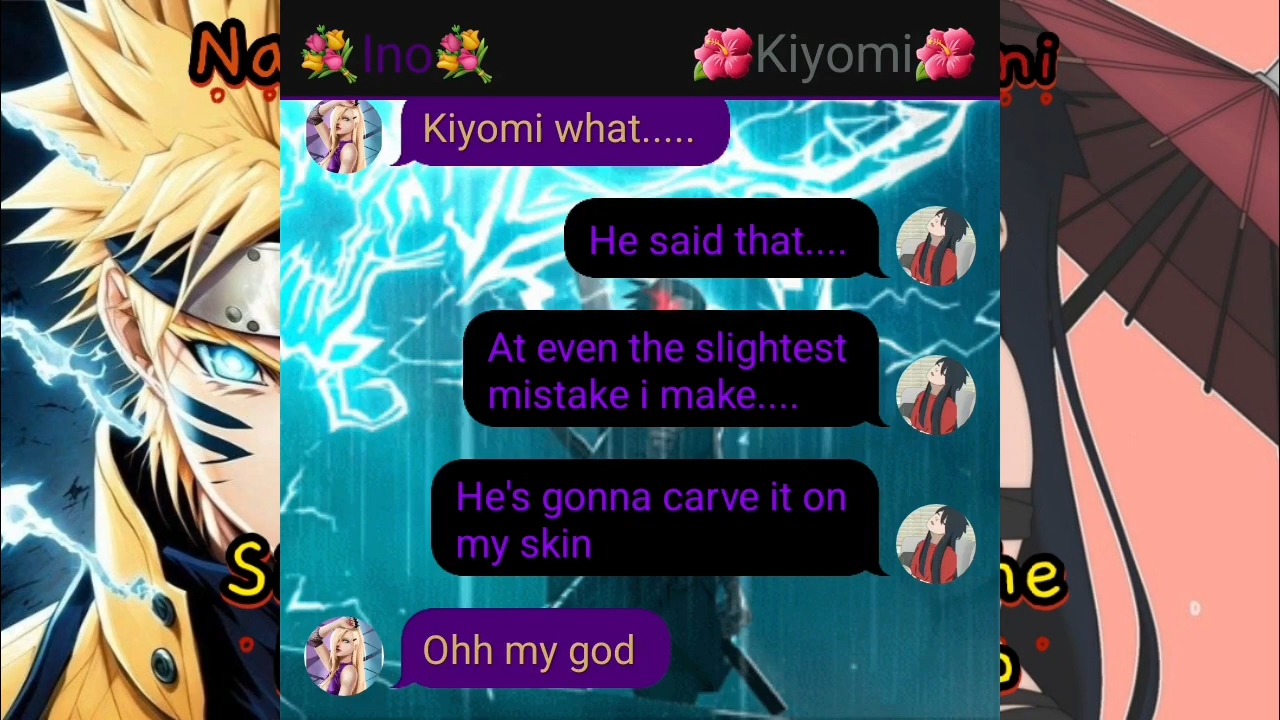 💐Ino💐
🌺Kiyomi🌺
Kiyomi what.....
He said that....
At even the slightest
mistake i make....
He's gonna carve it on
my skin
Ohh my god